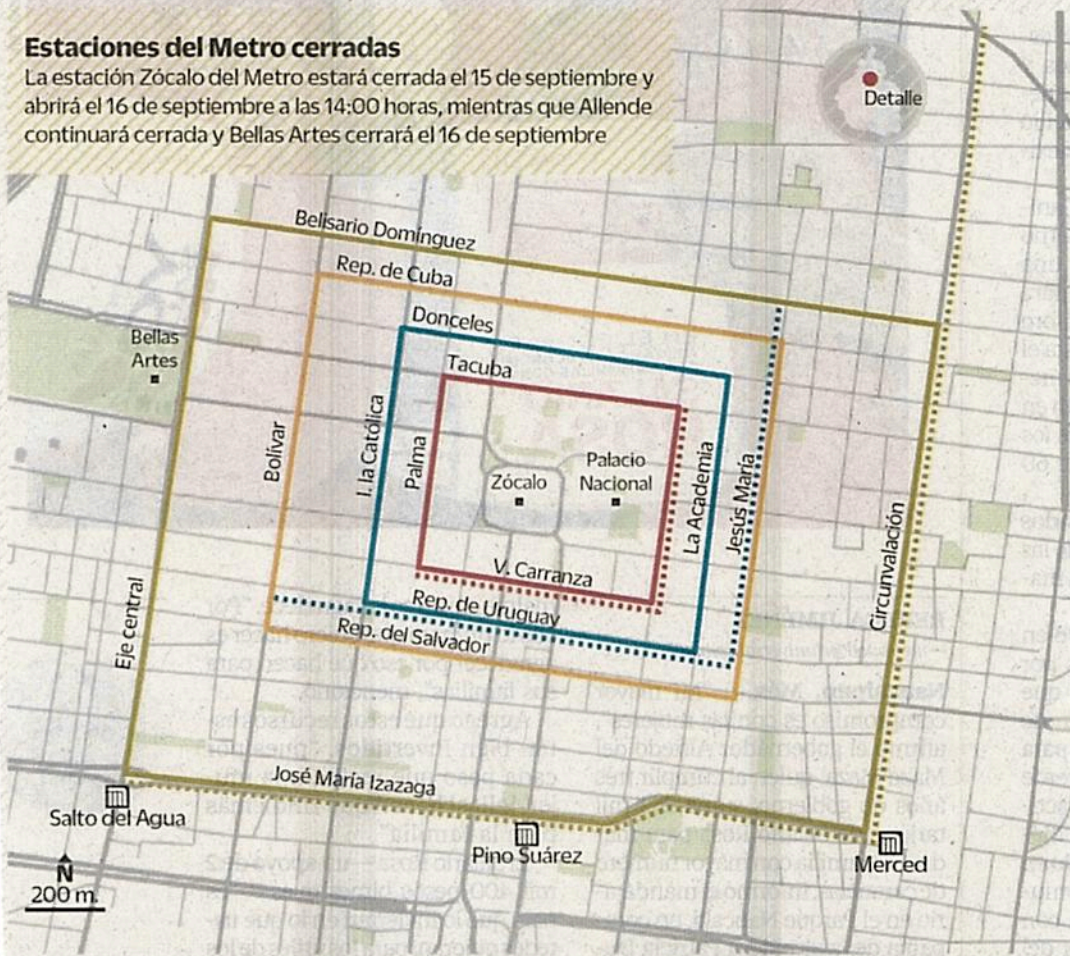 Estaciones del Metro cerradas
La estación Zócalo del Metro estará cerrada el 15 de septiembre y
abrirá el 16 de septiembre a las 14:00 horas, mientras que Allende
continuará cerrada y Bellas Artes cerrará el 16 de septiembre
Detalle
Belisario Domínguez
Rep. de Cuba
Donceles
Tacuba
Bellas
Artes
Bolívar
I. la Católica
Palma
Zócalo
Palacio
Nacional
La Academia
Jesús María
Circunvalación
V. Carranza
Rep. de Uruguay
Rep. del Salvador
Eje central
José María Izazaga
Salto del Agua
Pino Suárez
Merced
N
200 m.